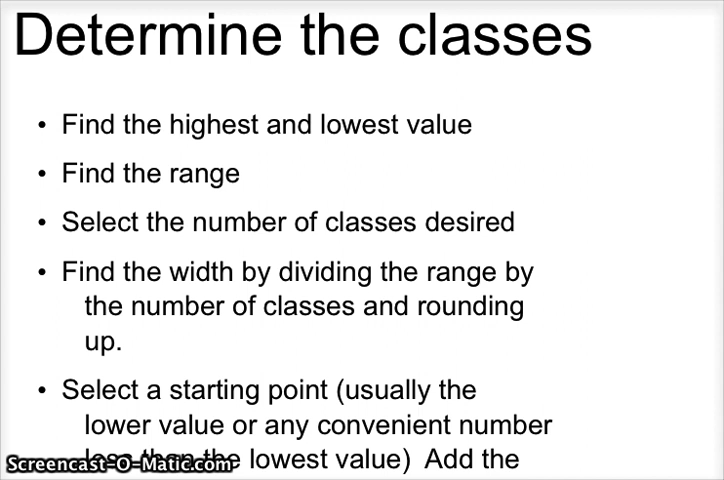 Determine the classes
• Find the highest and lowest value
• Find the range
• Select the number of classes desired
• Find the width by dividing the range by
the number of classes and rounding
up.
• Select a starting point (usually the
lower value or any convenient number
less than the lowest value) Add the
Screencast-O-Matic.com